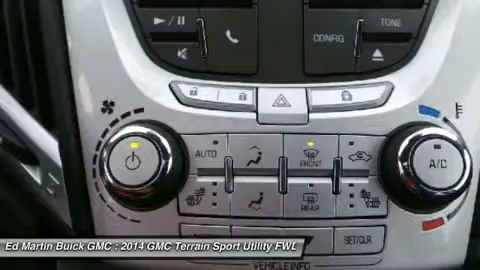 TONE
CONFIG
AUTO
FRONT
A/C
REAR
SET/CLR
Ed Martin Buick GMC : 2014 GMC Terrain Sport Utility FWD
VEHICLE INFO